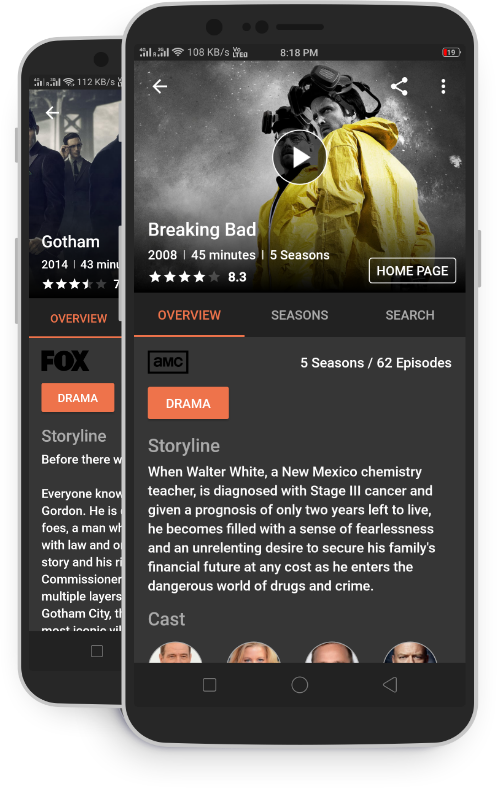 112 KB/s
Gotham
2014 | 43 minu
7
OVERVIEW
FOX
DRAMA
Storyline
Before there w
Everyone know
Gordon. He is
foes, a man wh
with law and o
story and his ri
Commissioner
multiple layers
Gotham City, th
most iconic vil
108 KB/s
8:18 PM
19
Breaking Bad
2008 | 45 minutes | 5 Seasons
8.3
HOME PAGE
OVERVIEW SEASONS SEARCH
aMC
5 Seasons / 62 Episodes
DRAMA
Storyline
When Walter White, a New Mexico chemistry
teacher, is diagnosed with Stage III cancer and
given a prognosis of only two years left to live,
he becomes filled with a sense of fearlessness
and an unrelenting desire to secure his family's
financial future at any cost as he enters the
dangerous world of drugs and crime.
Cast